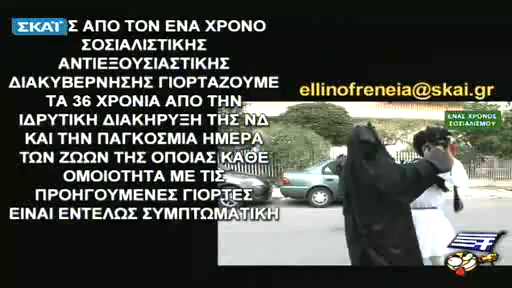 ΣΚΑΪ
ΑΠΟ ΤΟΝ ΕΝΑ ΧΡΟΝΟ
ΣΟΣΙΑΛΙΣΤΙΚΗΣ
ΑΝΤΙΕΞΟΥΣΙΑΣΤΙΚΗΣ
ΔΙΑΚΥΒΕΡΝΗΣΗΣ ΓΙΟΡΤΑΖΟΥΜΕ
ΤΑ 36 ΧΡΟΝΙΑ ΑΠΟ ΤΗΝ
ΙΔΡΥΤΙΚΗ ΔΙΑΚΗΡΥΞΗ ΤΗΣ ΝΔ
ΚΑΙ ΤΗΝ ΠΑΓΚΟΣΜΙΑ ΗΜΕΡΑ
ΤΩΝ ΖΩΩΝ ΤΗΣ ΟΠΟΙΑΣ ΚΑΘΕ
ΟΜΟΙΟΤΗΤΑ ΜΕ ΤΙΣ
ΠΡΟΗΓΟΥΜΕΝΕΣ ΓΙΟΡΤΕΣ
ΕΙΝΑΙ ΕΝΤΕΛΩΣ ΣΥΜΠΤΩΜΑΤΙΚΗ
ellinofreneia@skai.gr
ΕΝΑΣ ΧΡΟΝΟΣ
ΣΟΣΙΑΛΙΣΜΟΥ